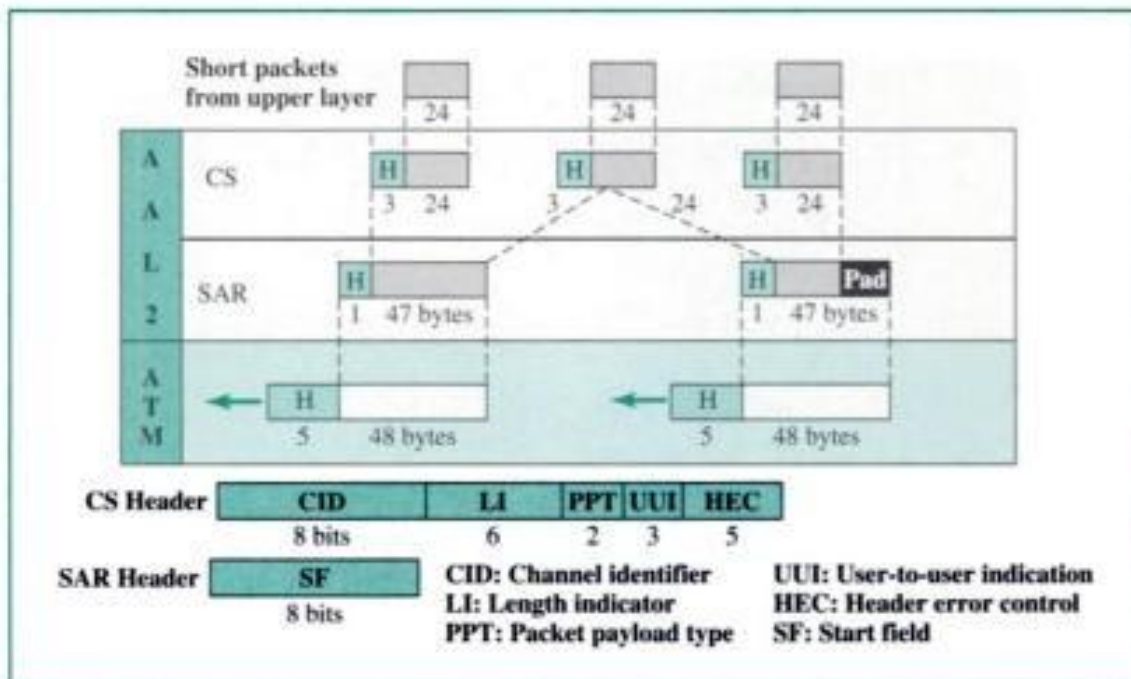 Short packets
from upper layer
24 24 24
A A L 2
CS
H H H
3 24 3 24 3 24
SAR
H H Pad
1 47 bytes 1 47 bytes
A T M
H H
5 48 bytes 5 48 bytes
CS Header CID LI PPT UUI HEC
8 bits 6 2 3 5
SAR Header SF
8 bits
CID: Channel identifier
LI: Length indicator
PPT: Packet payload type
UUI: User-to-user indication
HEC: Header error control
SF: Start field